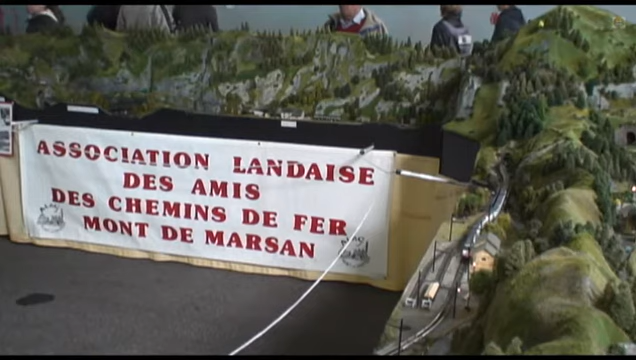 ASSOCIATION LANDAISE
DES AMIS
DES CHEMINS DE FER
MONT DE MARSAN